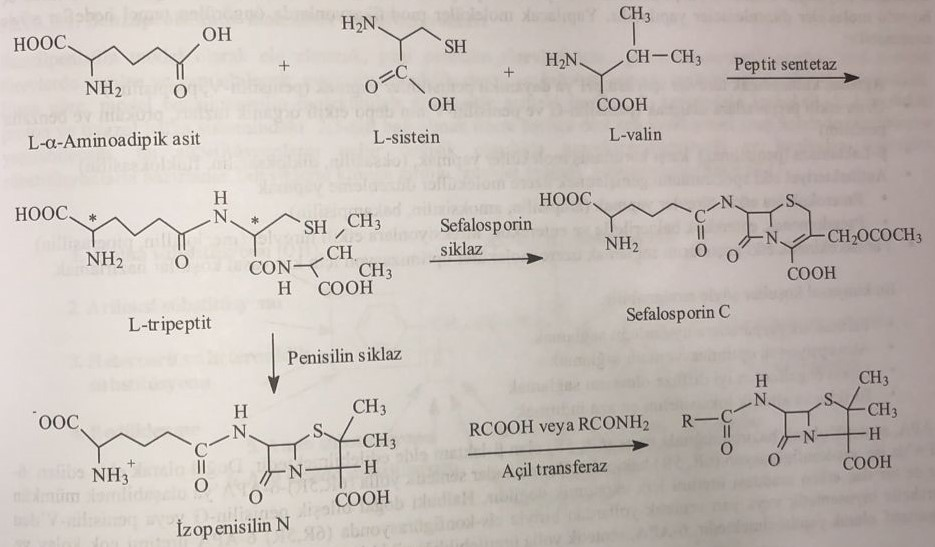 HOOC
NH₂
O
OH
L-α-Aminoadipik asit
+
H₂N
SH
O
C
OH
L-sistein
+
H₂N
CH₃
CH—CH₃
COOH
L-valin
Peptit sentetaz
HOOC
*
NH₂
O
H
N
*
SH
CH₃
CH
CON
H
C
CH₃
COOH
L-tripeptit
Sefalosporin
siklaz
HOOC
NH₂
C
O
H
N
S
O
N
CH₂OCOCH₃
COOH
Sefalosporin C
Penisilin siklaz
⁻OOC
NH₃⁺
C
O
H
N
S
CH₃
CH₃
O
N
H
COOH
İzopenisilin N
RCOOH veya RCONH₂
Açil transferaz
R
C
O
H
N
S
CH₃
CH₃
O
N
H
COOH